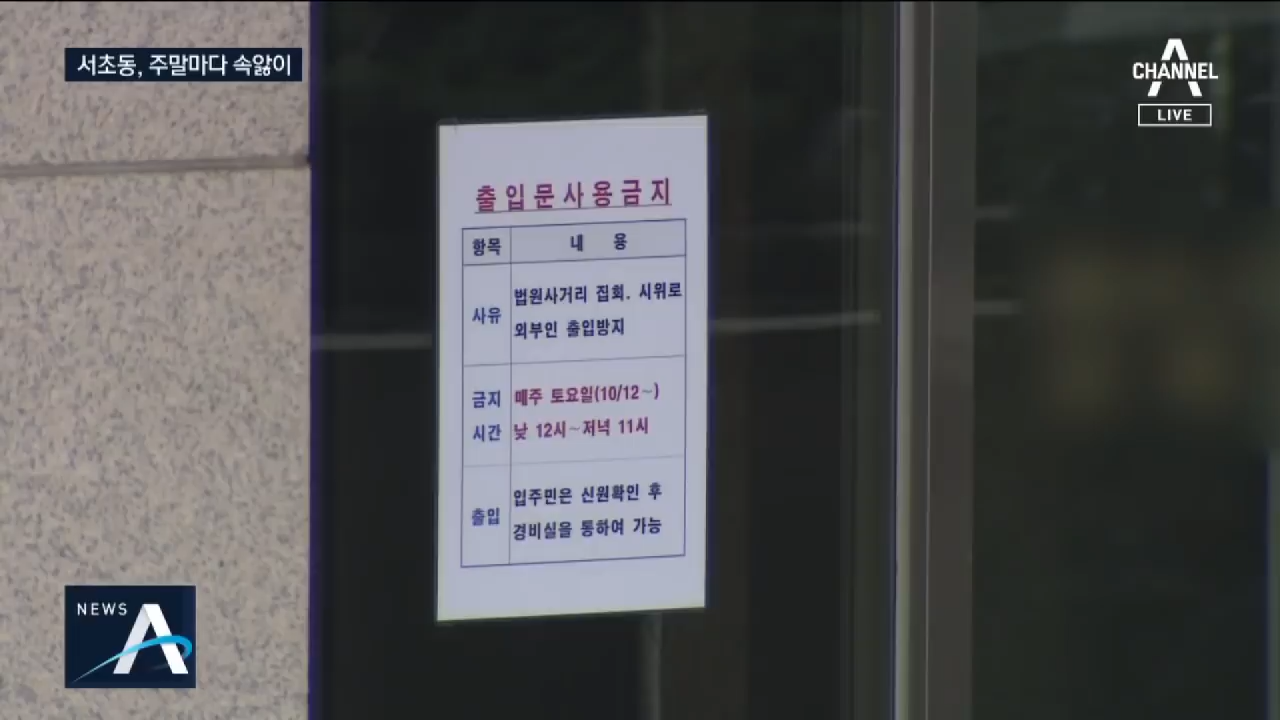 서초동, 주말마다 속앓이
CHANNEL A
LIVE
출입문사용금지
항목 내 용
사유 법원사거리 집회. 시위로
외부인 출입방지
금지 매주 토요일(10/12~)
시간 낮 12시~저녁 11시
출입 입주민은 신원확인 후
경비실을 통하여 가능
NEWS A